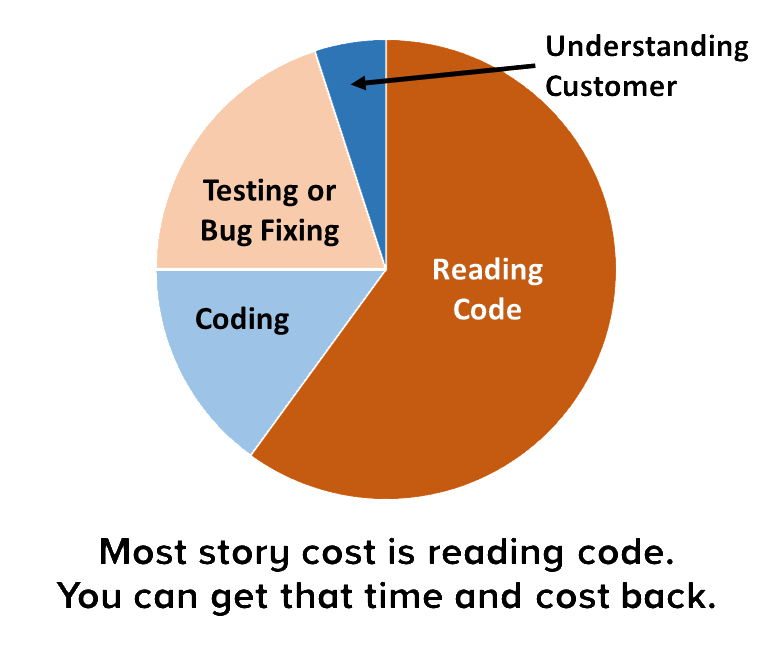 Understanding
Customer
Testing or
Bug Fixing
Reading
Code
Coding
Most story cost is reading code.
You can get that time and cost back.